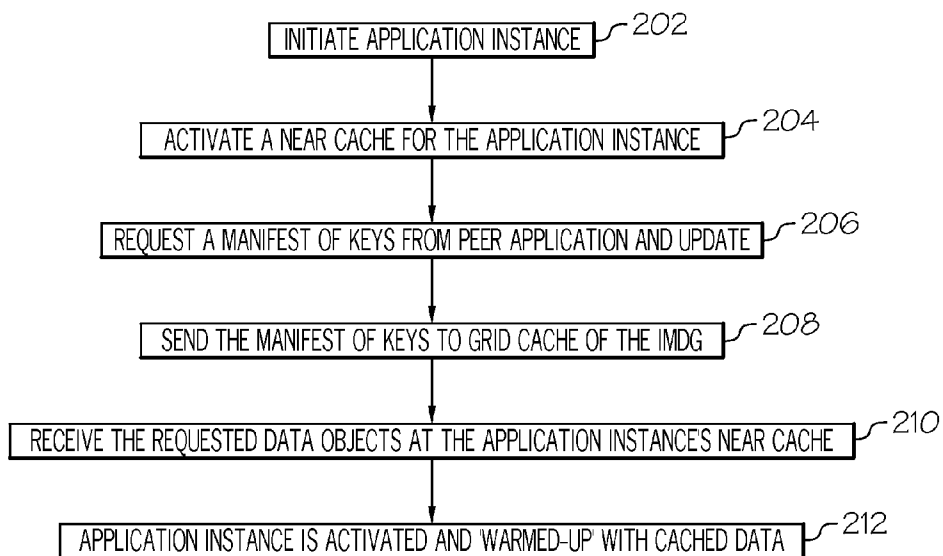 INITIATE APPLICATION INSTANCE 202
ACTIVATE A NEAR CACHE FOR THE APPLICATION INSTANCE 204
REQUEST A MANIFEST OF KEYS FROM PEER APPLICATION AND UPDATE 206
SEND THE MANIFEST OF KEYS TO GRID CACHE OF THE IMDG 208
RECEIVE THE REQUESTED DATA OBJECTS AT THE APPLICATION INSTANCE'S NEAR CACHE 210
APPLICATION INSTANCE IS ACTIVATED AND 'WARMED-UP' WITH CACHED DATA 212